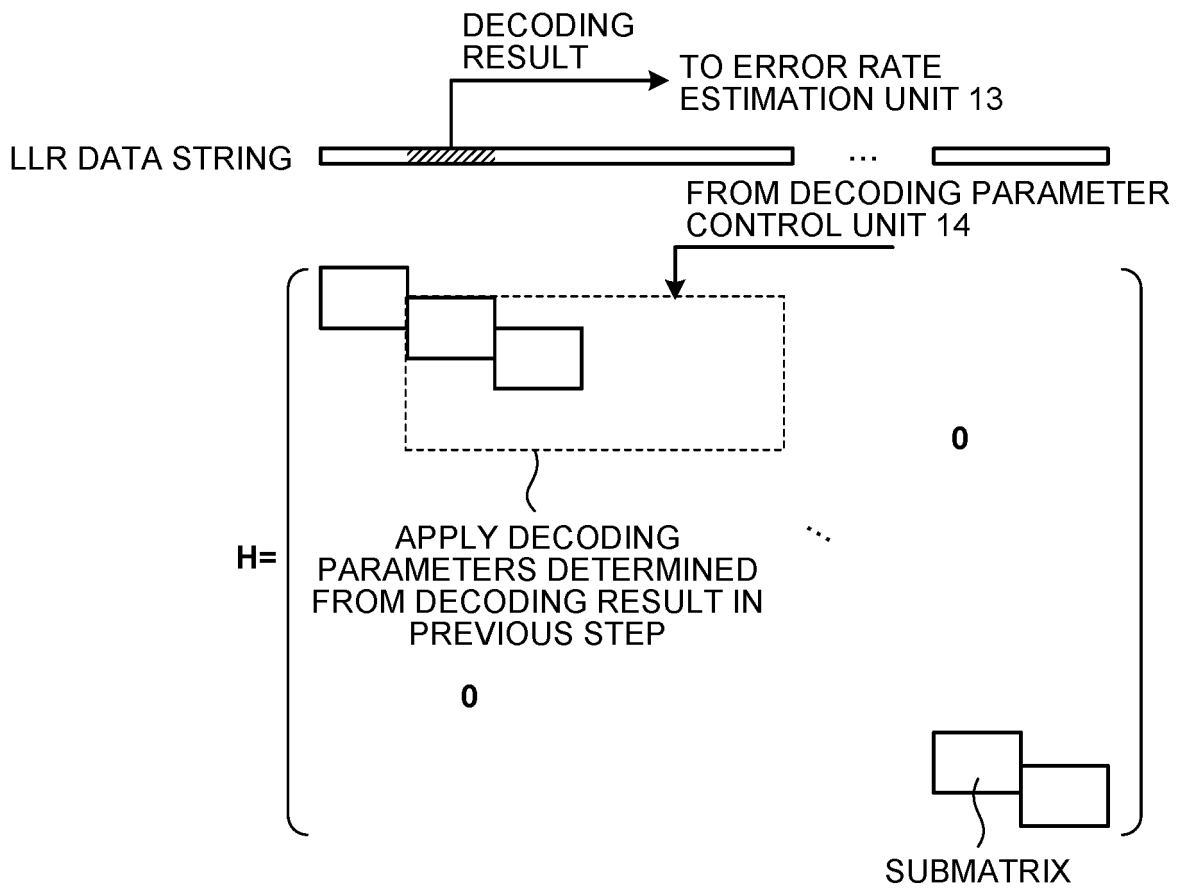 DECODING
RESULT
TO ERROR RATE
ESTIMATION UNIT 13
LLR DATA STRING
...
FROM DECODING PARAMETER
CONTROL UNIT 14
0
...
H=
APPLY DECODING
PARAMETERS DETERMINED
FROM DECODING RESULT IN
PREVIOUS STEP
0
SUBMATRIX